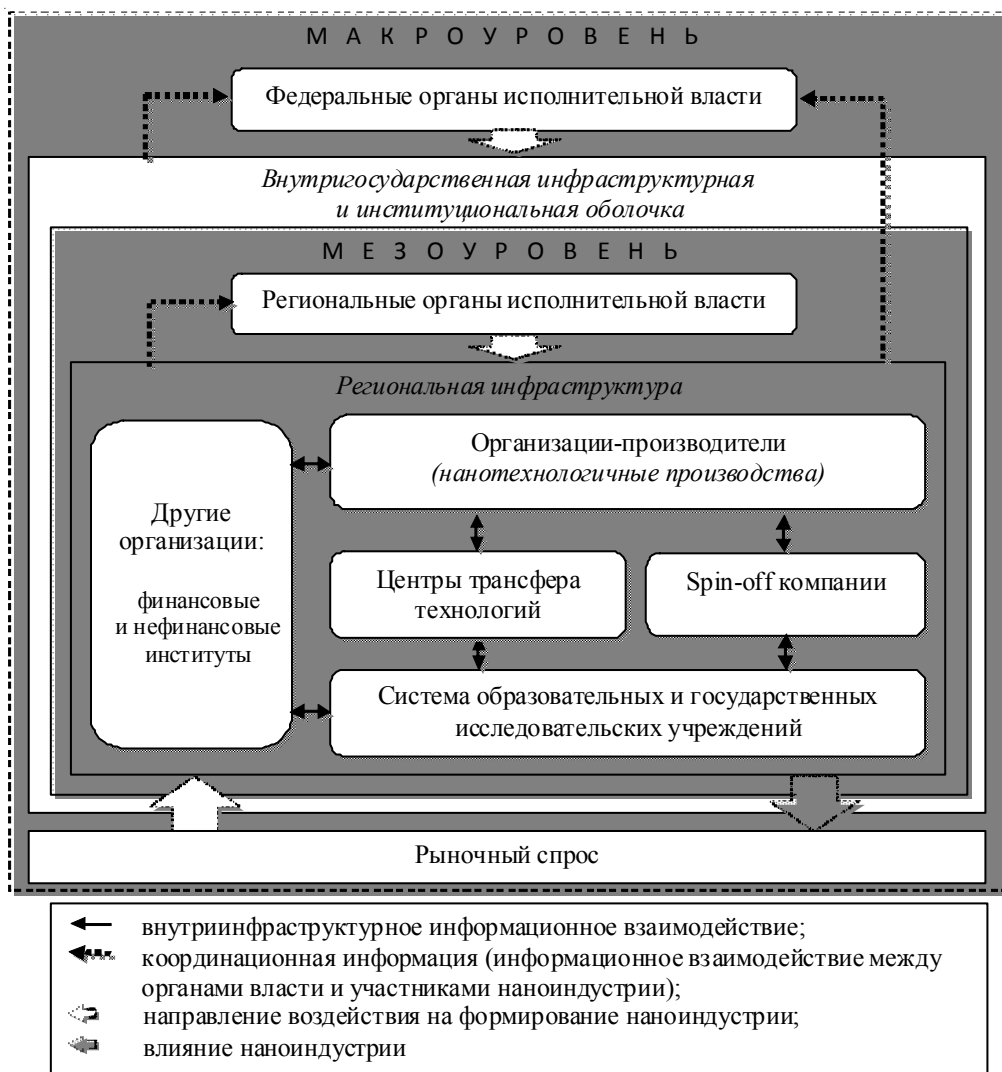 М А К Р О У Р О В Е Н Ь
Федеральные органы исполнительной власти
Внутригосударственная инфраструктурная
и институциональная оболочка
М Е З О У Р О В Е Н Ь
Региональные органы исполнительной власти
Региональная инфраструктура
Организации-производители
(нанотехнологичные производства)
Другие
организации:
финансовые
и нефинансовые
институты
Центры трансфера
технологий
Spin-off компании
Система образовательных и государственных
исследовательских учреждений
Рыночный спрос
внутриинфраструктурное информационное взаимодействие;
координационная информация (информационное взаимодействие между
органами власти и участниками наноиндустрии);
направление воздействия на формирование наноиндустрии;
влияние наноиндустрии